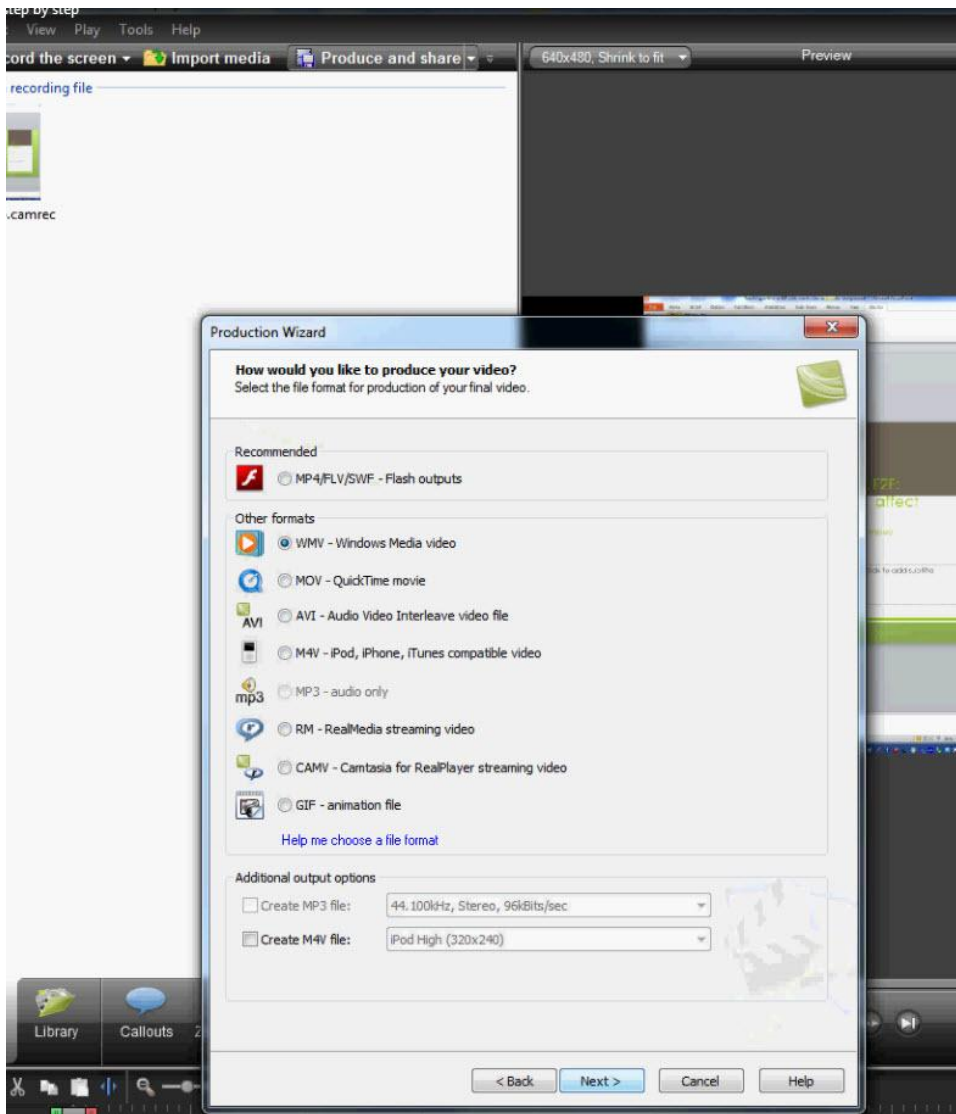 step by step
View Play Tools Help
cord the screen Import media Produce and share 640x480, Shrink to fit Preview
recording file
.camrec
Production Wizard
How would you like to produce your video?
Select the file format for production of your final video.
Recommended
MP4/FLV/SWF - Flash outputs
Other formats
WMV - Windows Media video
MOV - QuickTime movie
AVI
AVI - Audio Video Interleave video file
M4V - iPod, iPhone, iTunes compatible video
mp3
MP3 - audio only
RM - RealMedia streaming video
CAMV - Camtasia for RealPlayer streaming video
GIF - animation file
Help me choose a file format
Additional output options
Create MP3 file: 44.100kHz, Stereo, 96kBits/sec
Create M4V file: iPod High (320x240)
F2F:
affect
Library Callouts
< Back Next > Cancel Help